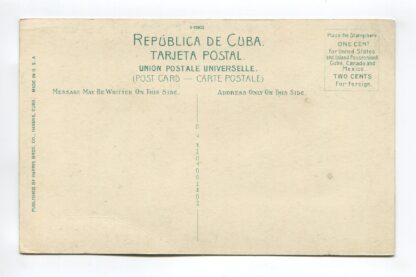 REPÚBLICA DE CUBA.
TARJETA POSTAL.
UNION POSTALE UNIVERSELLE.
(POST CARD — CARTE POSTALE)
Place the Stamp here
ONE CENT
for United States
and Island Possessions
Cuba, Canada and
Mexico.
TWO CENTS
For Foreign.
MESSAGE MAY BE WRITTEN ON THIS SIDE.
ADDRESS ONLY ON THIS SIDE.
PUBLISHED BY HARRIS BROS. CO., HAVANA, CUBA. MADE IN U.S.A.